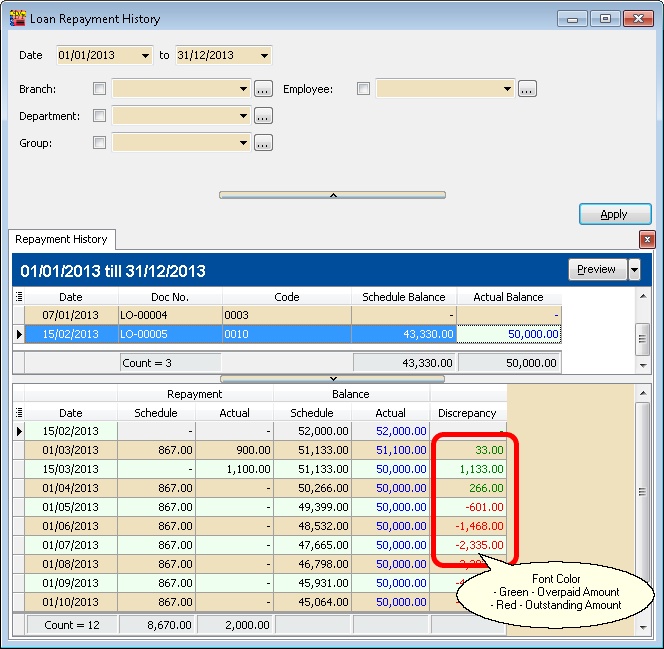 Loan Repayment History
Date 01/01/2013 to 31/12/2013
Branch: ... Employee: ...
Department: ...
Group: ...
Apply
Repayment History
01/01/2013 till 31/12/2013 Preview
Date Doc No. Code Schedule Balance Actual Balance
07/01/2013 LO-00004 0003 - -
15/02/2013 LO-00005 0010 43,330.00 50,000.00
Count = 3 43,330.00 50,000.00
Repayment Balance
Date Schedule Actual Schedule Actual Discrepancy
15/02/2013 - - 52,000.00 52,000.00 -
01/03/2013 867.00 900.00 51,133.00 51,100.00 33.00
15/03/2013 - 1,100.00 51,133.00 50,000.00 1,133.00
01/04/2013 867.00 - 50,266.00 50,000.00 266.00
01/05/2013 867.00 - 49,399.00 50,000.00 -601.00
01/06/2013 867.00 - 48,532.00 50,000.00 -1,468.00
01/07/2013 867.00 - 47,665.00 50,000.00 -2,335.00
01/08/2013 867.00 - 46,798.00 50,000.00
01/09/2013 867.00 - 45,931.00 50,000.00
01/10/2013 867.00 - 45,064.00 50,000.00
Font Color
- Green - Overpaid Amount
- Red - Outstanding Amount
Count = 12 8,670.00 2,000.00